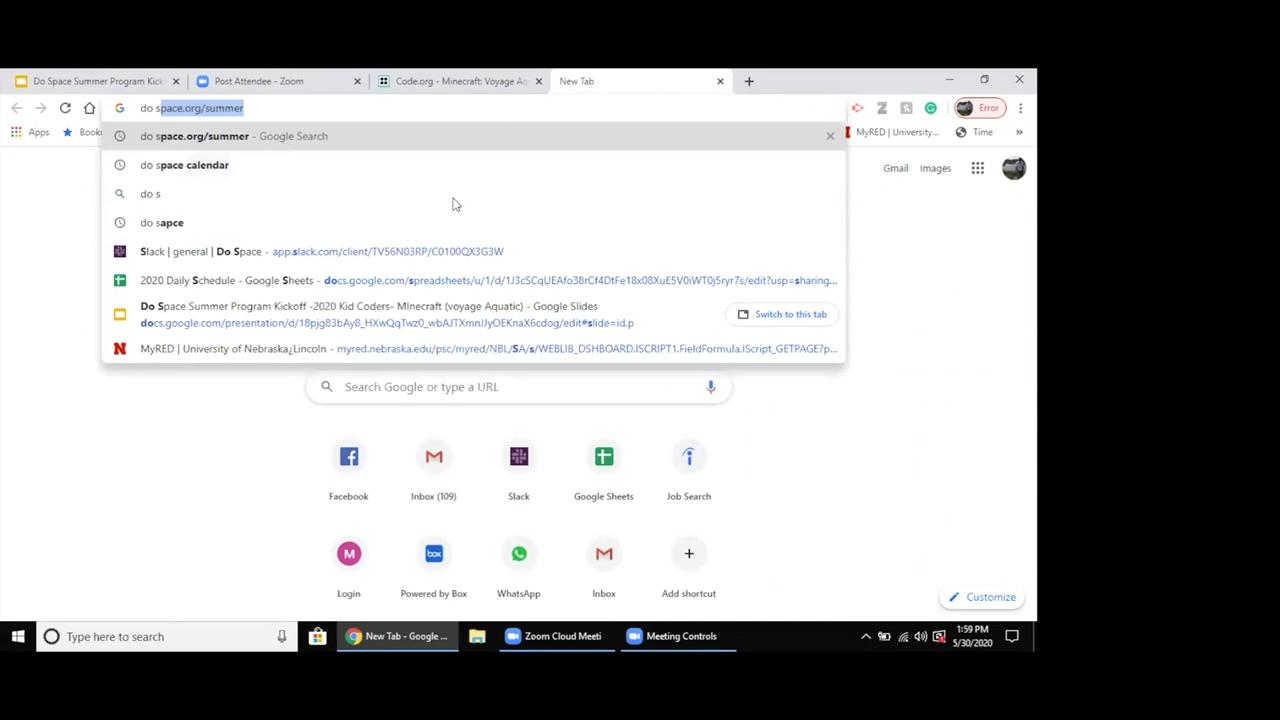 Do Space Summer Program Kick
Post Attendee - Zoom
Code.org - Minecraft: Voyage Aq
New Tab
do space.org/summer
Error
Apps
Book
MyRED | University...
Time
do space.org/summer - Google Search
do space calendar
do s
do sapce
Slack | general | Do Space - app.slack.com/client/TV56N03RP/C0100QX3G3W
2020 Daily Schedule - Google Sheets - docs.google.com/spreadsheets/u/1/d/1J3cSCqUEAfo38rCf4DtFe18x08XuE5V0iWT0j5ryr7s/edit?usp=sharing...
Do Space Summer Program Kickoff -2020 Kid Coders- MInecraft (voyage Aquatic) - Google Slides
docs.google.com/presentation/d/18pjg83bAy8_HXwQqTwz0_wbAJTXmnJJyOEKnaX6cdog/edit#slide=id.p
Switch to this tab
MyRED | University of Nebraska¿Lincoln - myred.nebraska.edu/psc/myred/NBL/SA/s/WEBLIB_DSHBOARD.ISCRIPT1.FieldFormula.IScript_GETPAGE?p...
Gmail
Images
Search Google or type a URL
Facebook
Inbox (109)
Slack
Google Sheets
Job Search
M
box
Login
Powered by Box
WhatsApp
Inbox
Add shortcut
Customize
Type here to search
New Tab - Google ...
Zoom Cloud Meeti
Meeting Controls
1:59 PM
5/30/2020